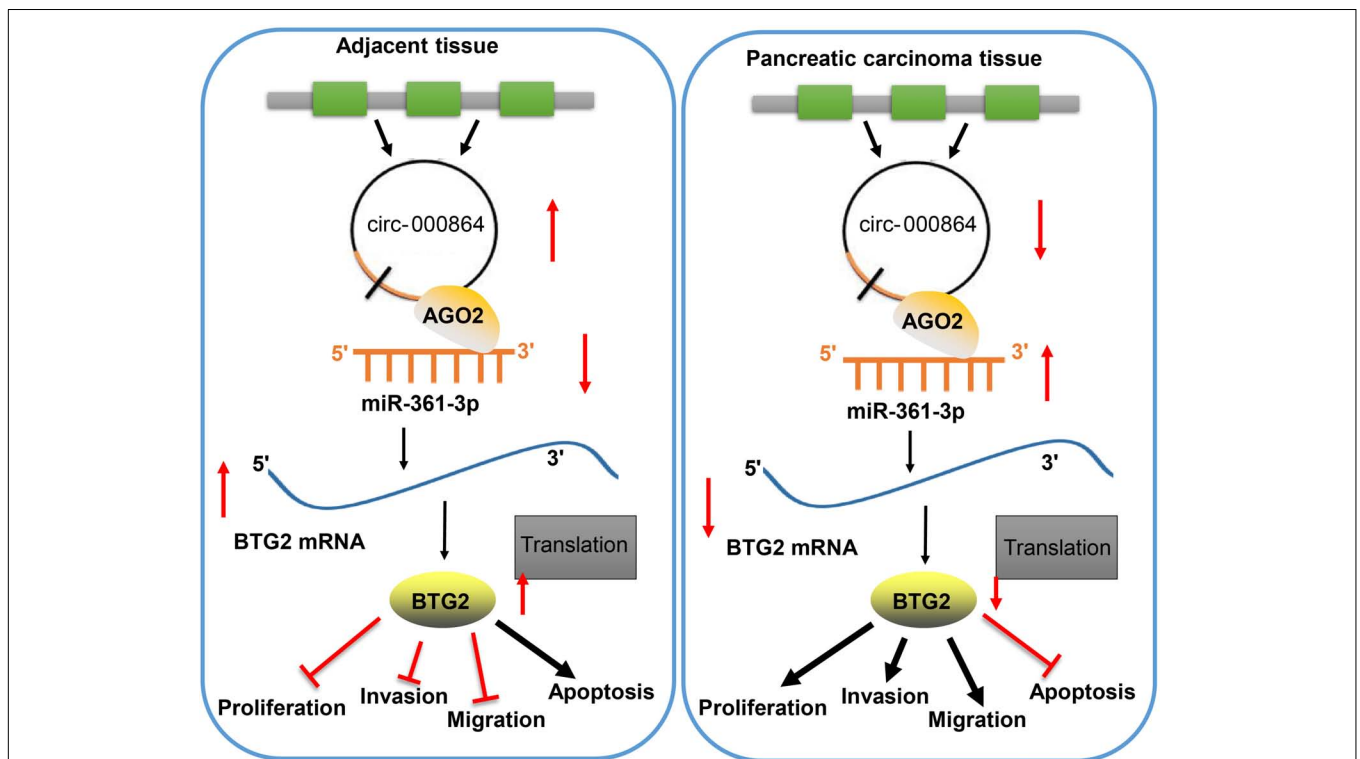 Adjacent tissue
circ-000864
AGO2
5' 3'
miR-361-3p
5' 3'
BTG2 mRNA
Translation
BTG2
Proliferation
Invasion
Migration
Apoptosis
Pancreatic carcinoma tissue
circ-000864
AGO2
5' 3'
miR-361-3p
5' 3'
BTG2 mRNA
Translation
BTG2
Proliferation
Invasion
Migration
Apoptosis